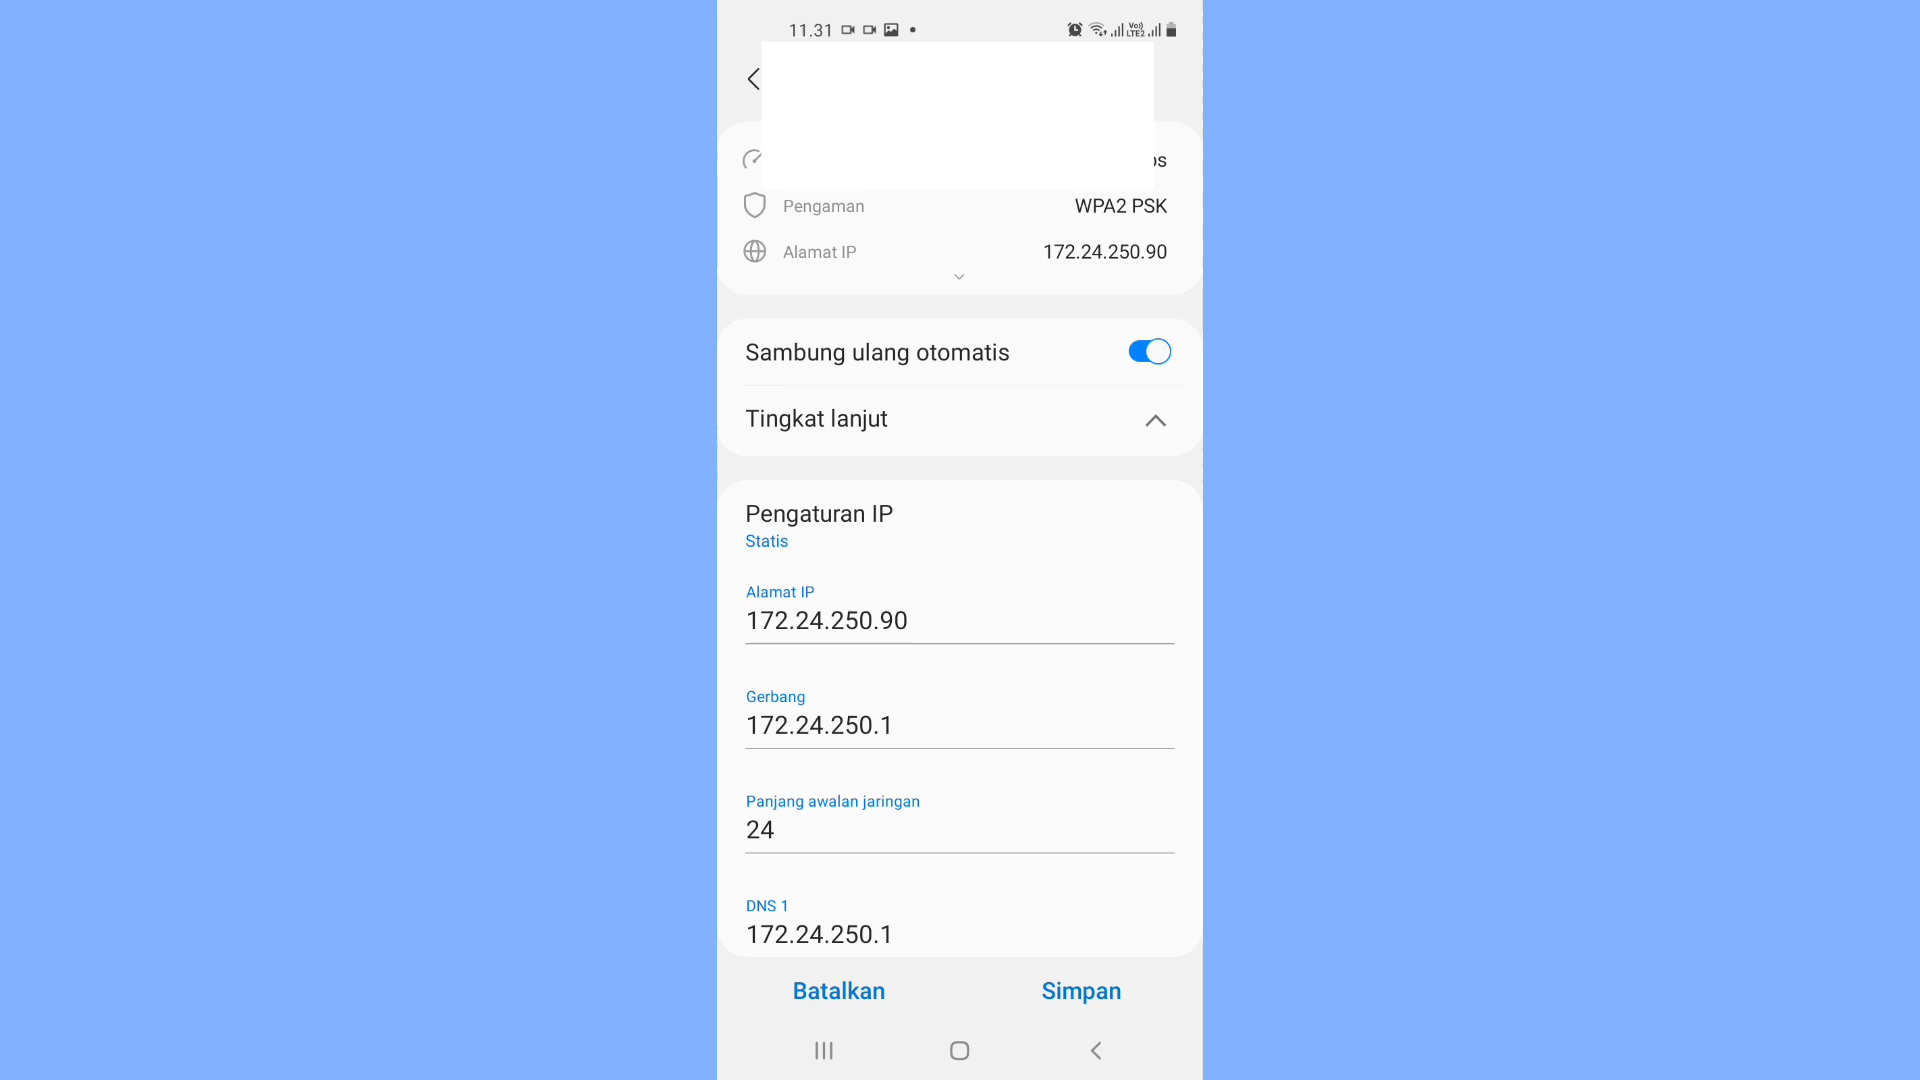 11.31
Pengaman WPA2 PSK
Alamat IP 172.24.250.90
Sambung ulang otomatis
Tingkat lanjut
Pengaturan IP
Statis
Alamat IP
172.24.250.90
Gerbang
172.24.250.1
Panjang awalan jaringan
24
DNS 1
172.24.250.1
Batalkan Simpan